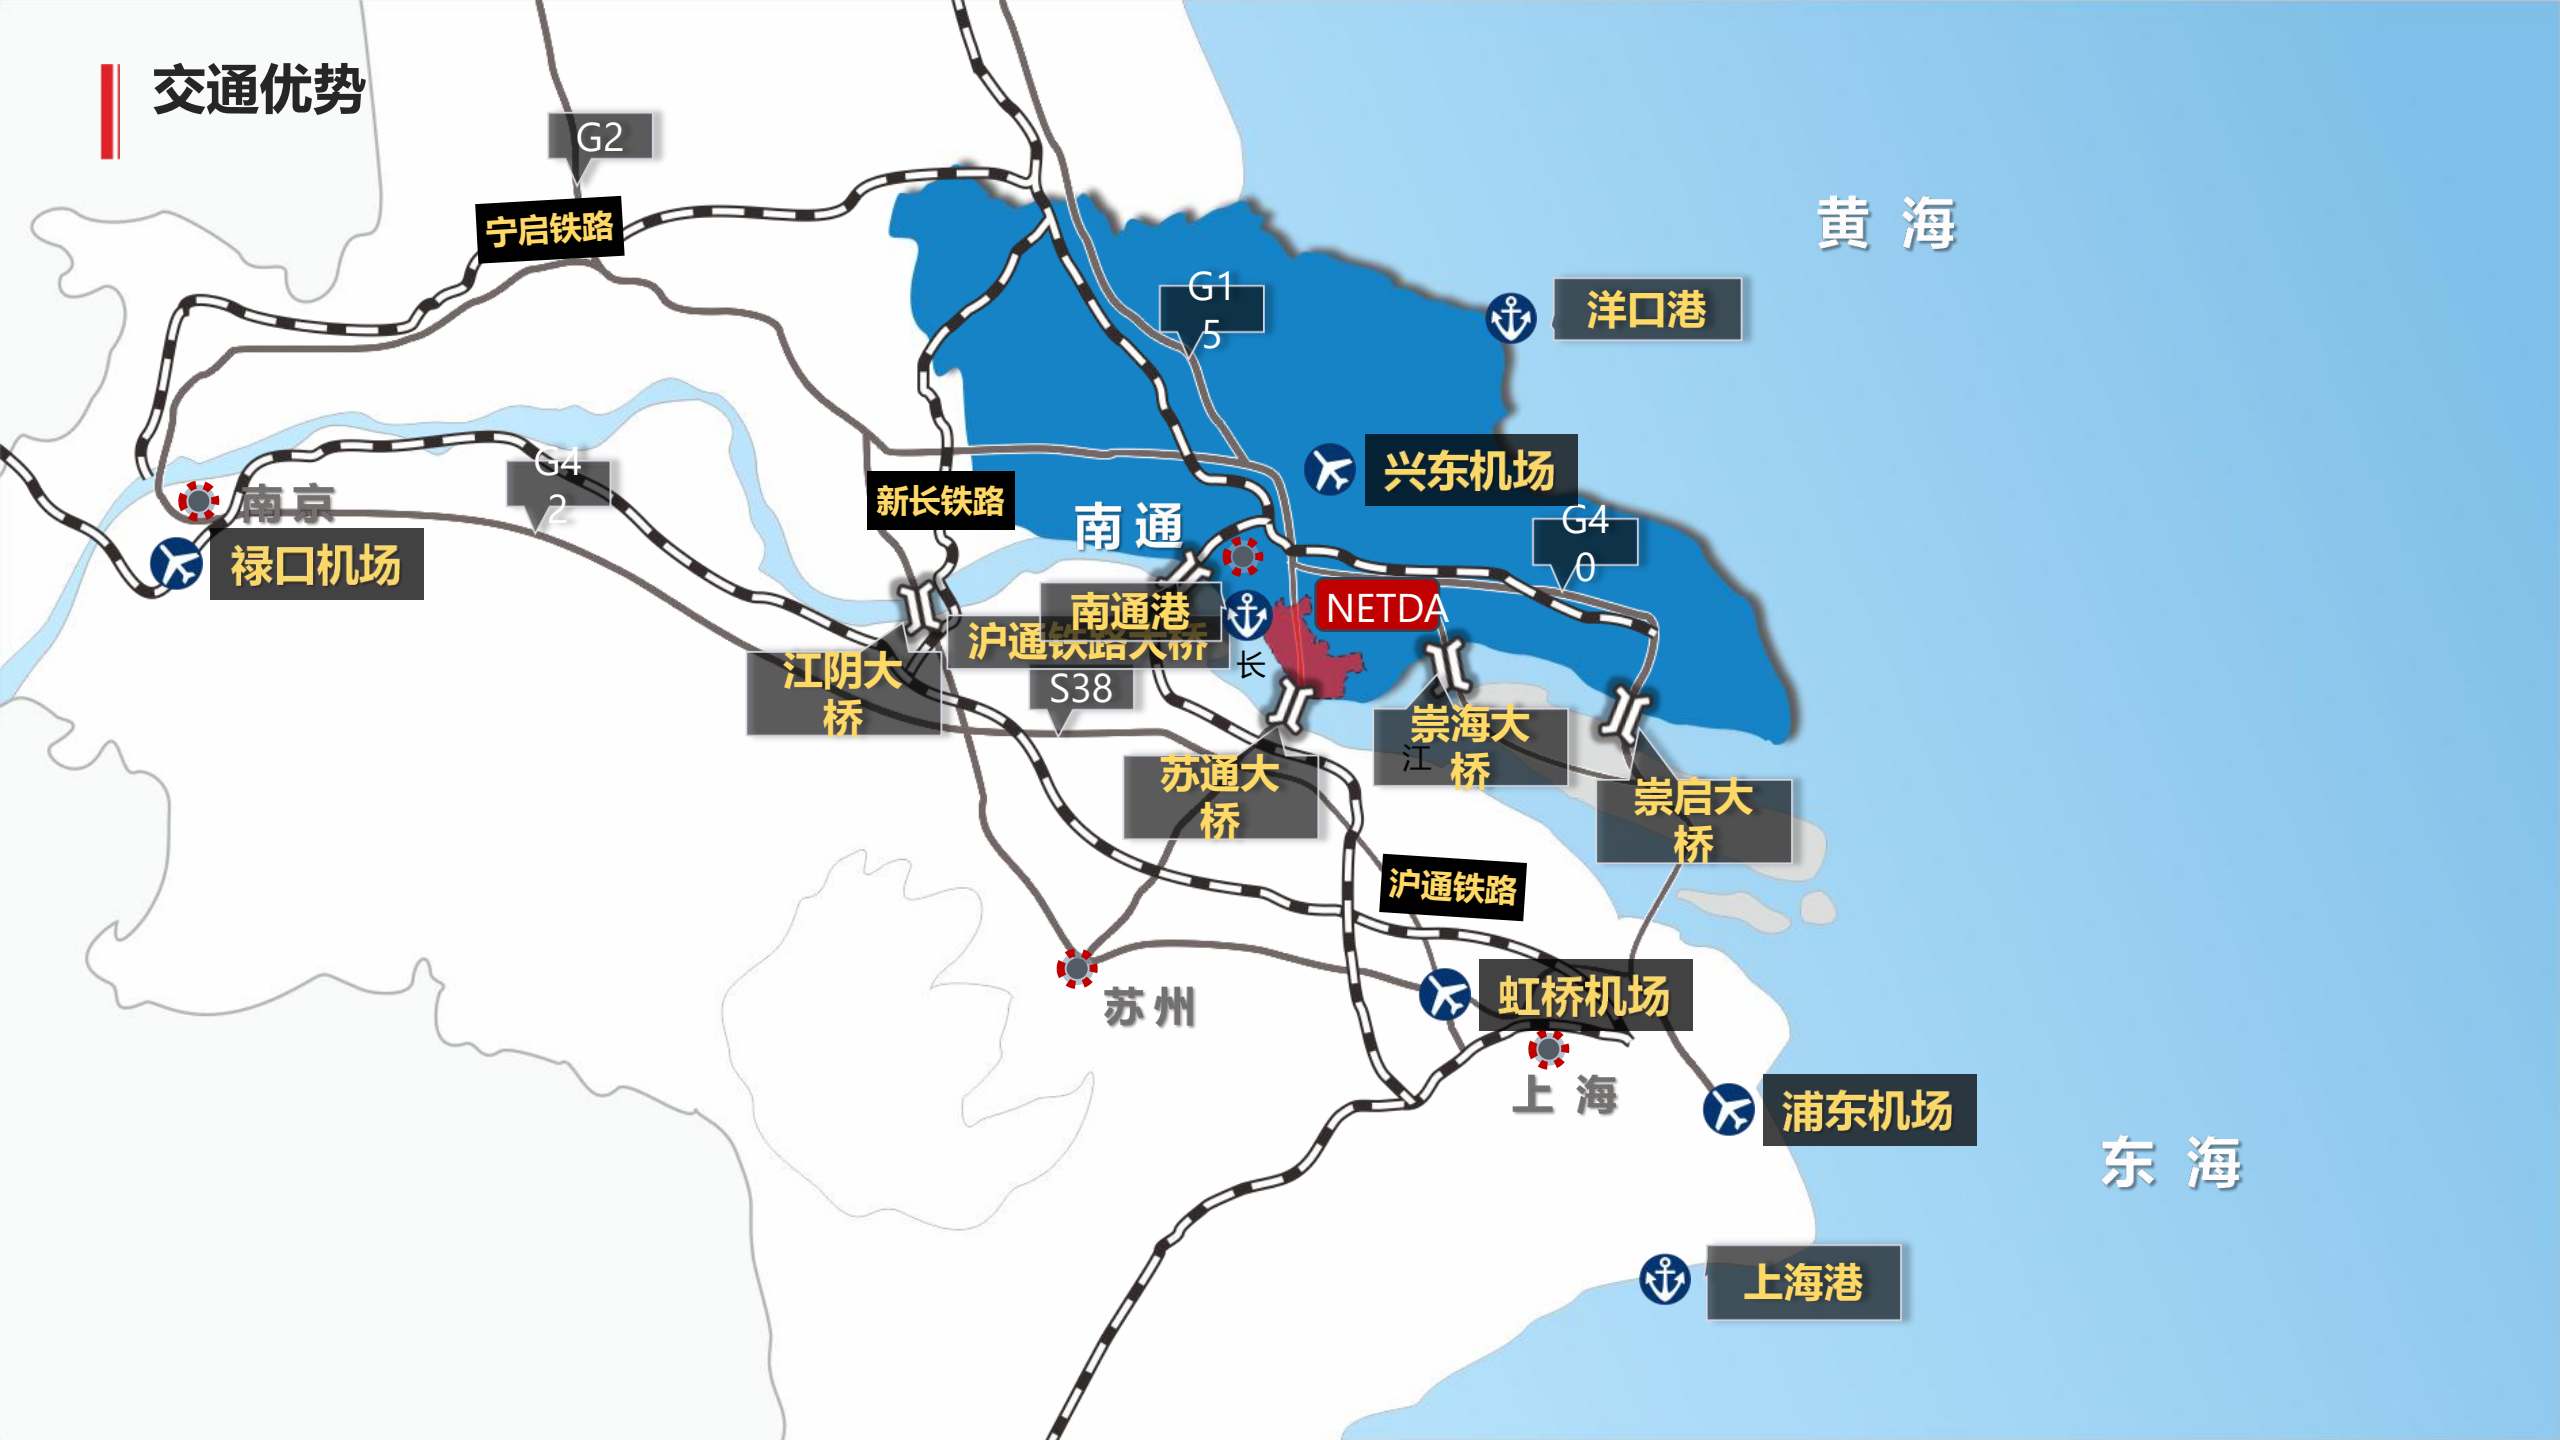 交通优势
G2
黄 海
宁启铁路
G1
5
洋口港
兴东机场
G4
2
南京
新长铁路
南 通
G4
0
禄口机场
南通港
NETDA
沪通铁路大桥
长
江阴大
桥
S38
崇海大
桥
江
苏通大
桥
崇启大
桥
沪通铁路
虹桥机场
苏 州
上 海
浦东机场
东 海
上海港